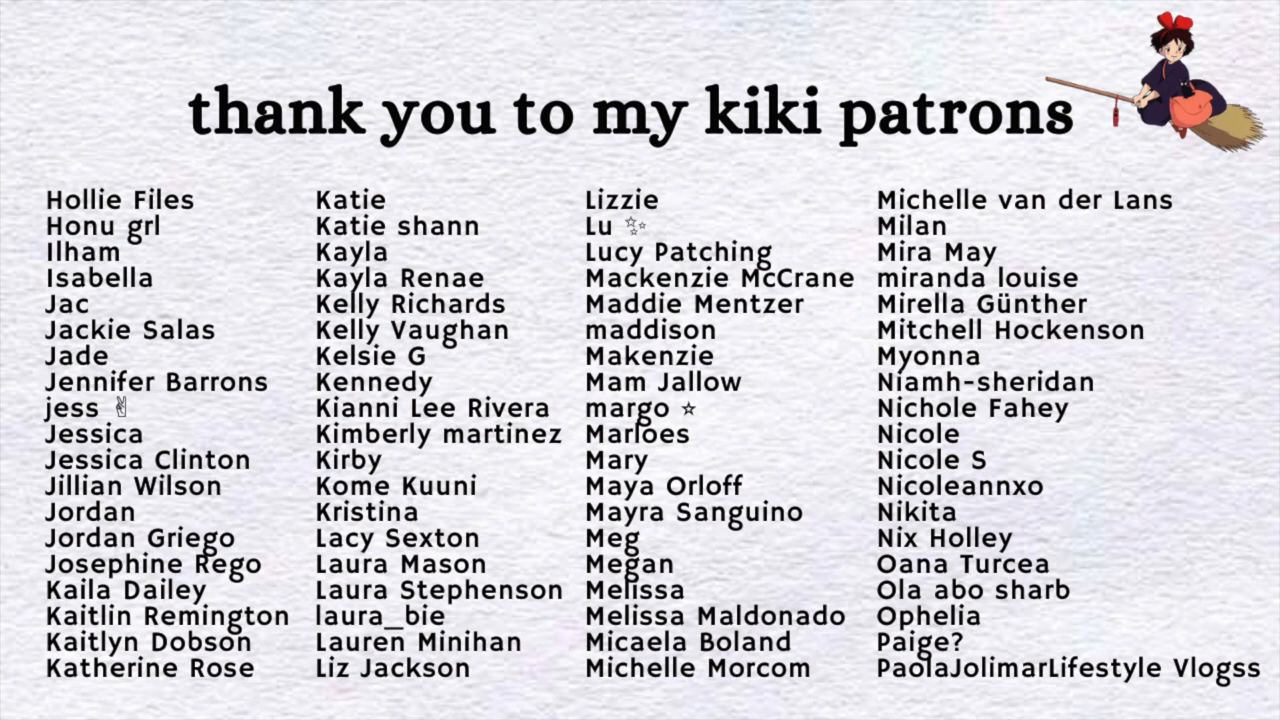 thank you to my kiki patrons
Hollie Files
Honu grl
Ilham
Isabella
Jac
Jackie Salas
Jade
Jennifer Barrons
jess ✌
Jessica
Jessica Clinton
Jillian Wilson
Jordan
Jordan Griego
Josephine Rego
Kaila Dailey
Kaitlin Remington
Kaitlyn Dobson
Katherine Rose
Katie
Katie shann
Kayla
Kayla Renae
Kelly Richards
Kelly Vaughan
Kelsie G
Kennedy
Kianni Lee Rivera
Kimberly martinez
Kirby
Kome Kuuni
Kristina
Lacy Sexton
Laura Mason
Laura Stephenson
laura_bie
Lauren Minihan
Liz Jackson
Lizzie
Lu ✨
Lucy Patching
Mackenzie McCrane
Maddie Mentzer
maddison
Makenzie
Mam Jallow
margo ⭐
Marloes
Mary
Maya Orloff
Mayra Sanguino
Meg
Megan
Melissa
Melissa Maldonado
Micaela Boland
Michelle Morcom
Michelle van der Lans
Milan
Mira May
miranda louise
Mirella Günther
Mitchell Hockenson
Myonna
Niamh-sheridan
Nichole Fahey
Nicole
Nicole S
Nicoleannxo
Nikita
Nix Holley
Oana Turcea
Ola abo sharb
Ophelia
Paige?
PaolaJolimarLifestyle Vlogss